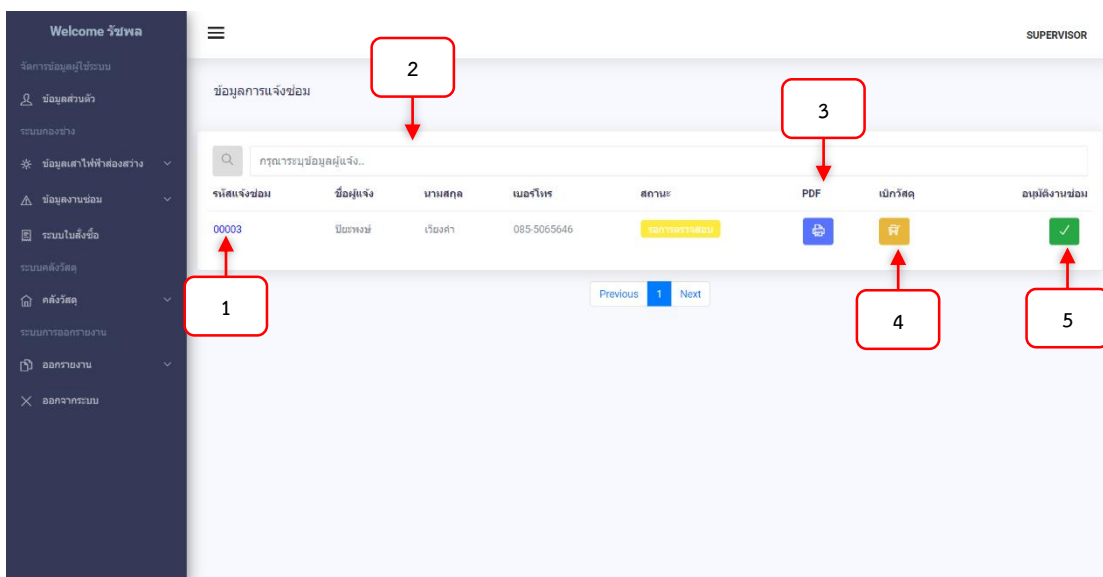 Welcome รัชพล
SUPERVISOR
จัดการข้อมูลผู้ใช้ระบบ
ข้อมูลส่วนตัว
ระบบกองช่าง
ข้อมูลเสาไฟฟ้าส่องสว่าง
ข้อมูลงานซ่อม
ระบบใบสั่งซื้อ
ระบบคลังวัสดุ
คลังวัสดุ
ระบบการออกรายงาน
ออกรายงาน
ออกจากระบบ
ข้อมูลการแจ้งซ่อม
2
3
กรุณาระบุข้อมูลผู้แจ้ง..
รหัสแจ้งซ่อม ชื่อผู้แจ้ง นามสกุล เบอร์โทร สถานะ PDF เบิกวัสดุ อนุมัติงานซ่อม
00003 ปิยะพงษ์ เวียงคำ 085-5065646 รอการตรวจสอบ
Previous 1 Next
1
4
5